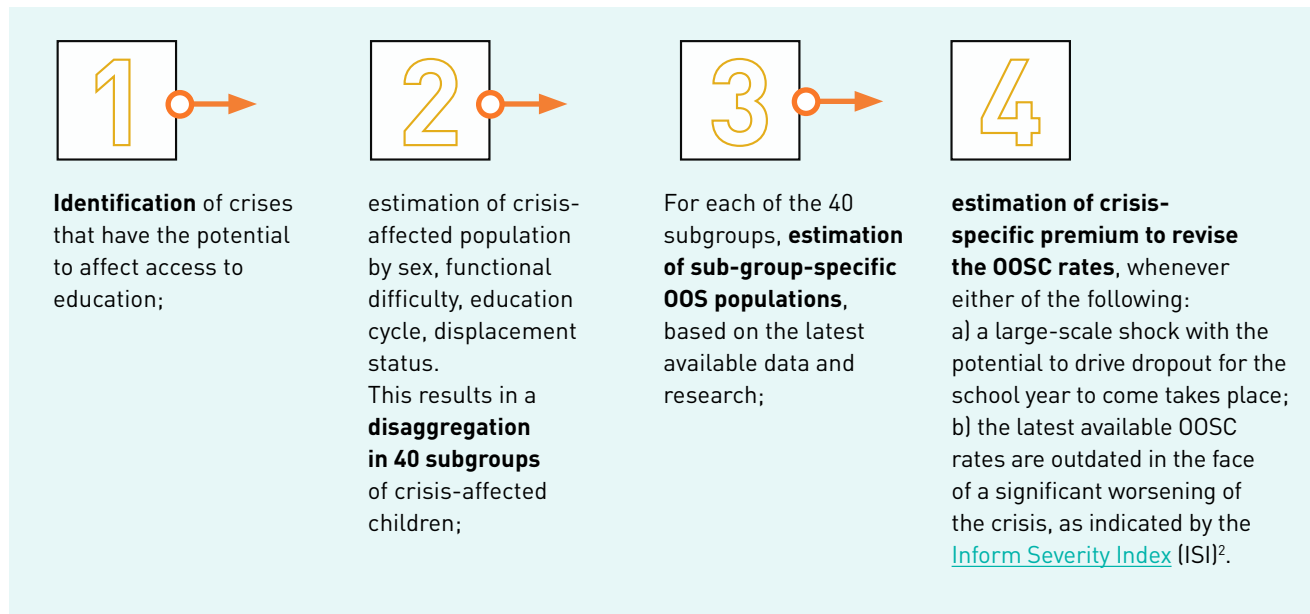 1
Identification of crises
that have the potential
to affect access to
education;
2
estimation of crisis-
affected population
by sex, functional
difficulty, education
cycle, displacement
status.
This results in a
disaggregation
in 40 subgroups
of crisis-affected
children;
3
For each of the 40
subgroups, estimation
of sub-group-specific
OOS populations,
based on the latest
available data and
research;
4
estimation of crisis-
specific premium to revise
the OOSC rates, whenever
either of the following:
a) a large-scale shock with the
potential to drive dropout for the
school year to come takes place;
b) the latest available OOSC
rates are outdated in the face
of a significant worsening of
the crisis, as indicated by the
Inform Severity Index (ISI)².